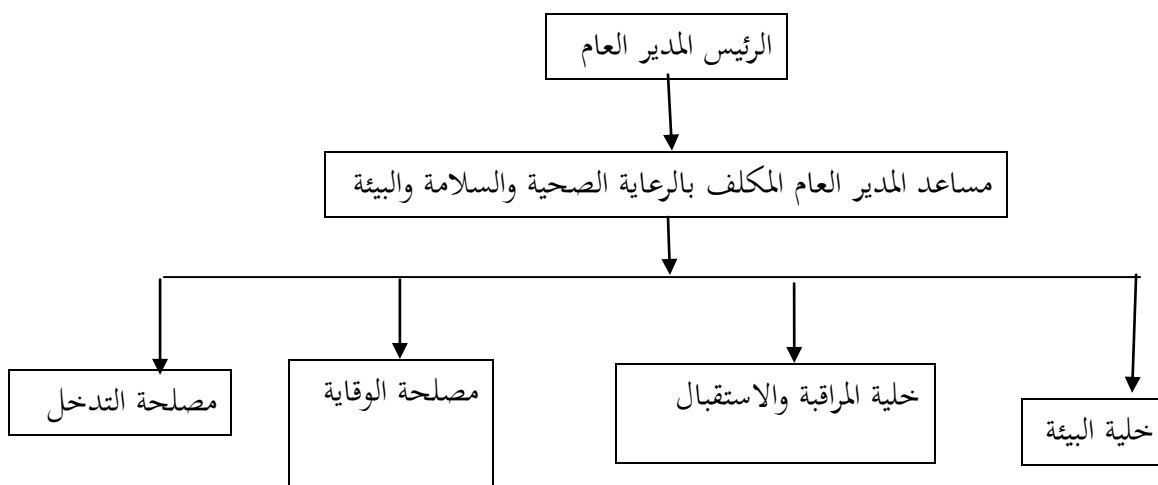 الرئيس المدير العام
مساعد المدير العام المكلف بالرعاية الصحية والسلامة والبيئة
خلية البيئة
خلية المراقبة والاستقبال
مصلحة الوقاية
مصلحة التدخل